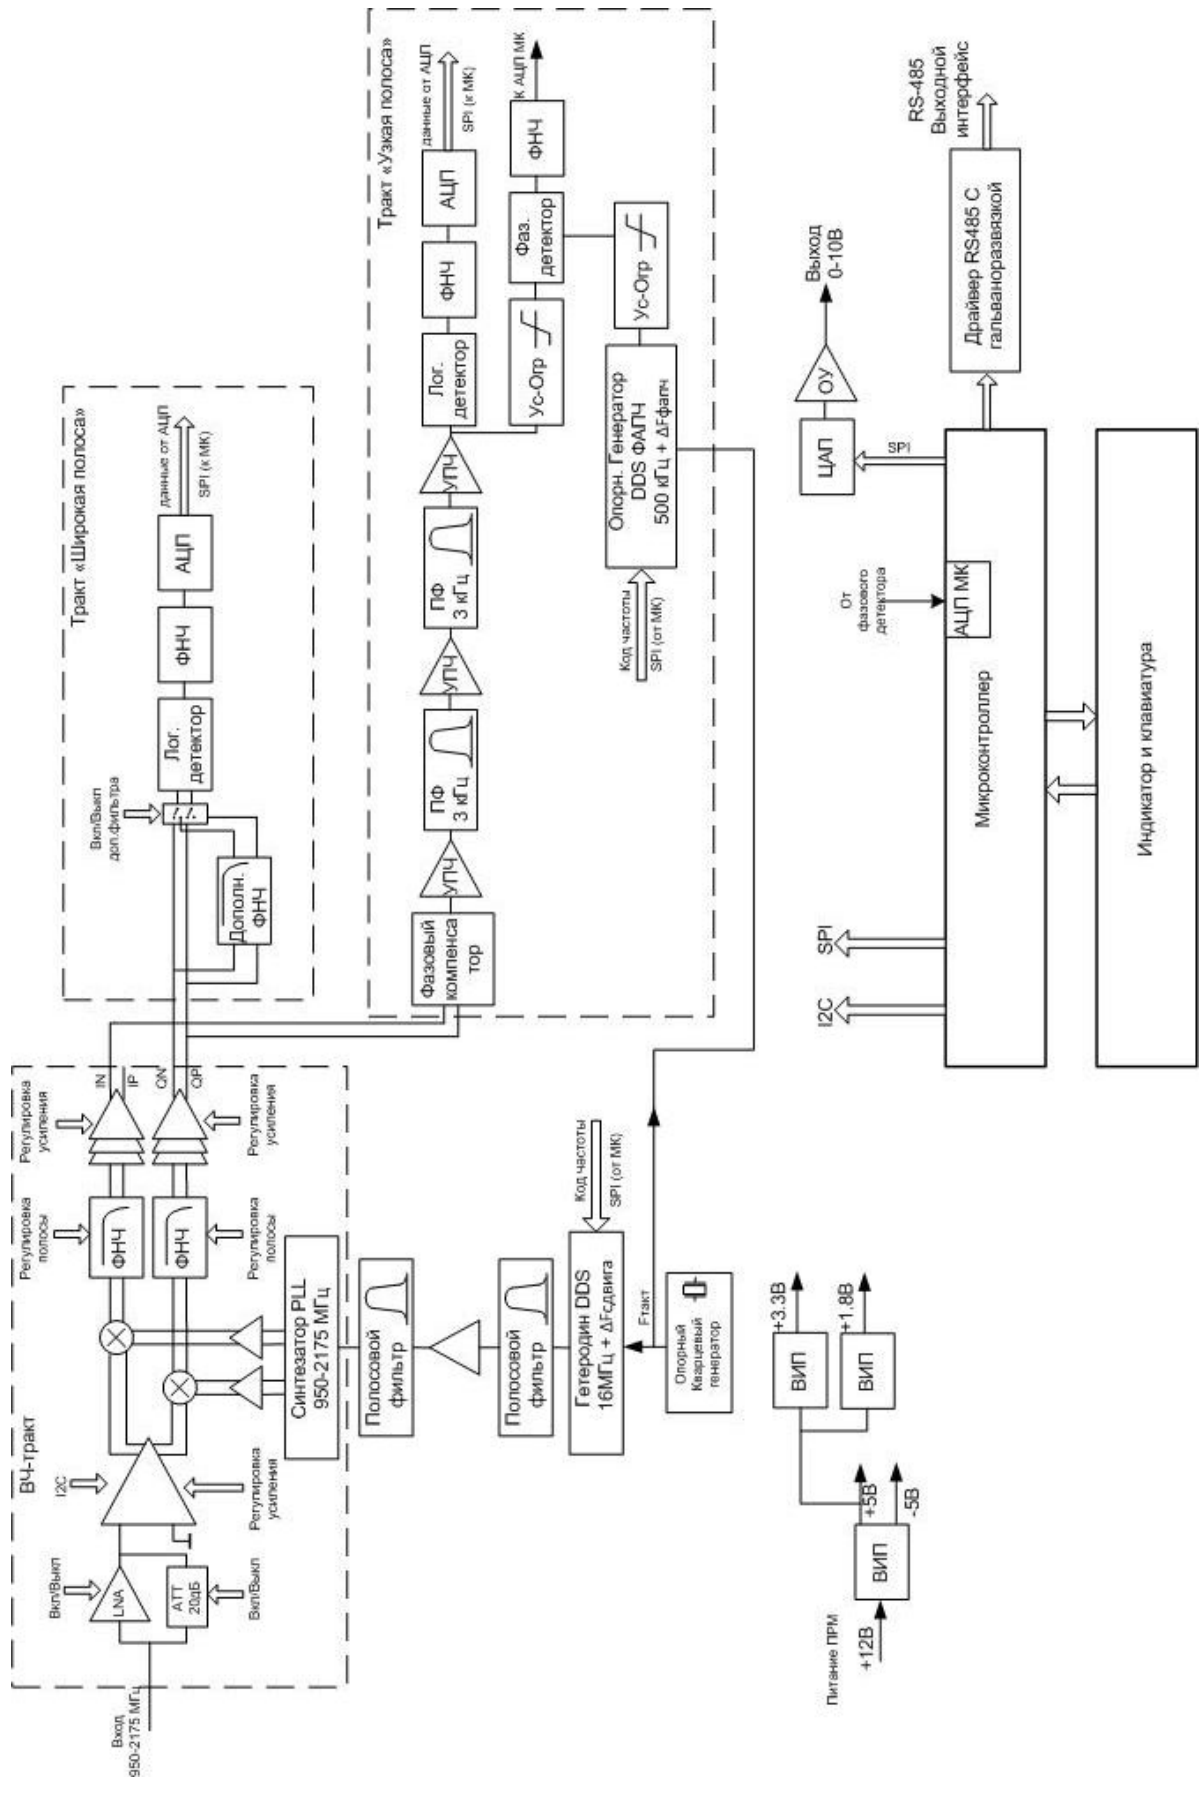 ВЧ-тракт
Вход
950-2175 МГц
Вкл/Выкл
LNA
АТТ
20дБ
Вкл/Выкл
I2C
Регулировка
усиления
Регулировка
полосы
ФНЧ
ФНЧ
Регулировка
полосы
Регулировка
усиления
Регулировка
усиления
IN
IP
QN
QP
Синтезатор PLL
950-2175 МГц
Полосовой
фильтр
Полосовой
фильтр
Гетеродин DDS
16МГц + ΔFсдвига
Код частоты
SPI (от МК)
Fтакт
Опорный
Кварцевый
генератор
Тракт «Широкая полоса»
Вкл/Выкл
доп.фильтра
Дополн.
ФНЧ
Лог.
детектор
ФНЧ
АЦП
данные от АЦП
SPI (к МК)
Тракт «Узкая полоса»
Фазовый
компенса
тор
УПЧ
ПФ
3 кГц
УПЧ
ПФ
3 кГц
УПЧ
Лог.
детектор
ФНЧ
АЦП
данные от АЦП
SPI (к МК)
Ус-Огр
Фаз.
детектор
ФНЧ
К АЦП МК
Код частоты
SPI (от МК)
Опорн. Генератор
DDS ФАПЧ
500 кГц + ΔFфапч
Ус-Огр
Питание ПРМ
+12В
ВИП
+5В
-5В
ВИП
+3.3В
ВИП
+1.8В
I2C
SPI
От
фазового
детектора
АЦП МК
Микроконтроллер
SPI
ЦАП
ОУ
Выход
0-10В
Драйвер RS485 С
гальваноразвязкой
RS-485
Выходной
интерфейс
Индикатор и клавиатура